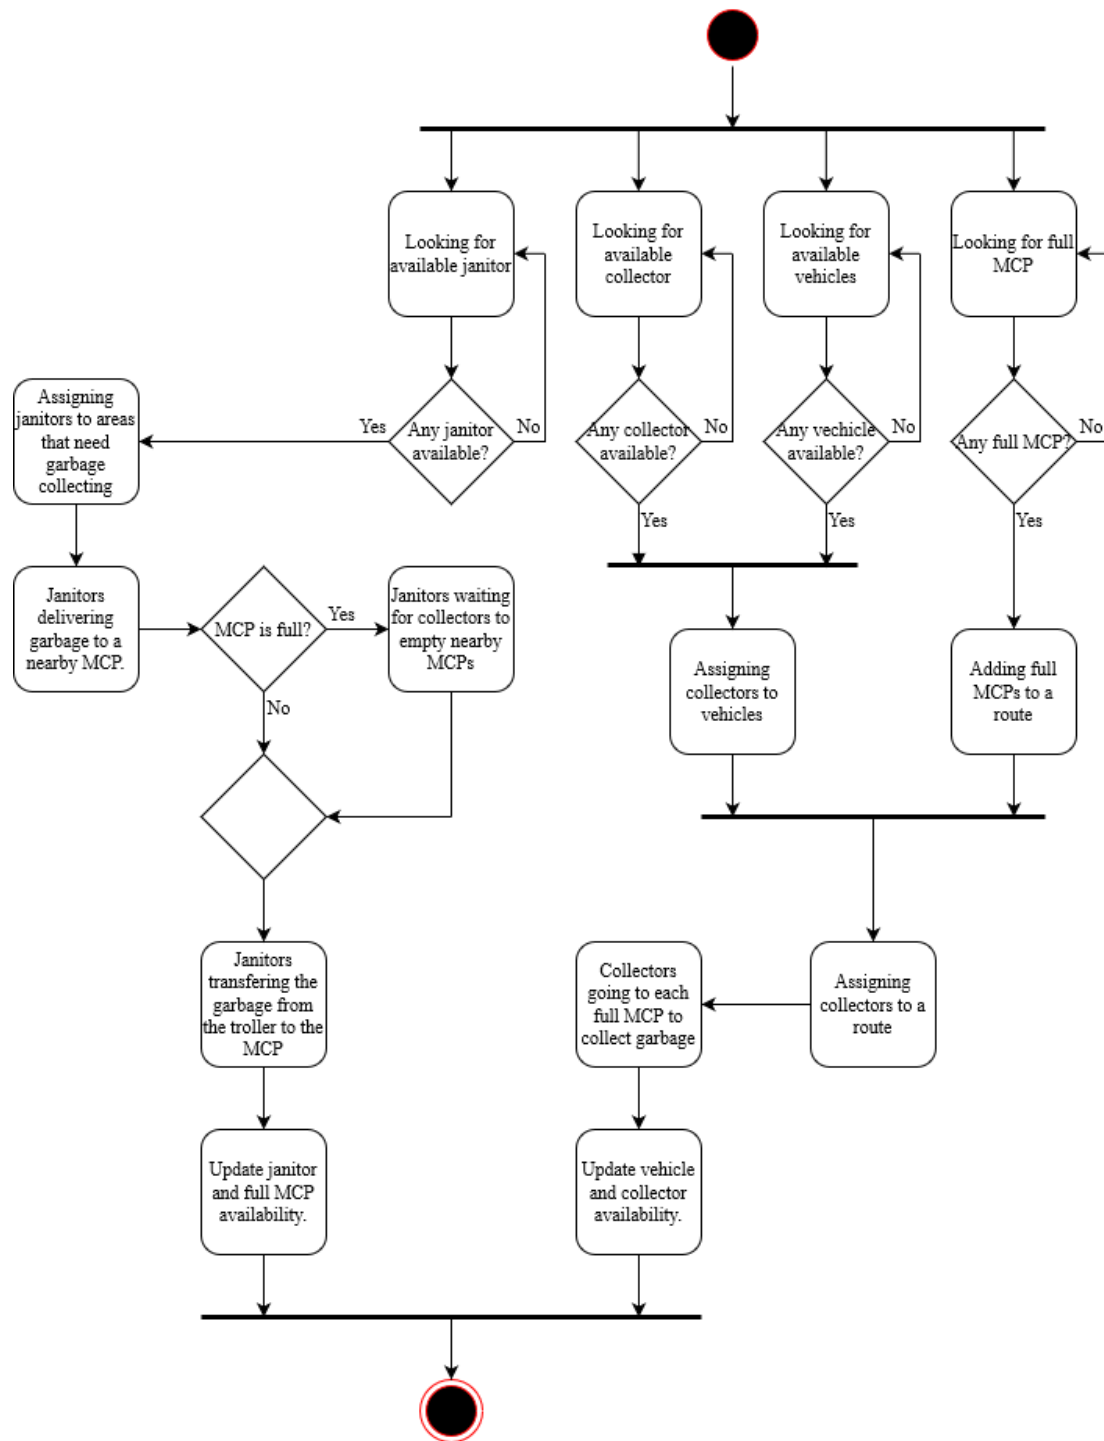 Looking for
available janitor
Looking for
available
collector
Looking for
available
vehicles
Looking for full
MCP
Assigning
janitors to areas
that need
garbage
collecting
Yes
Any janitor
available?
No
Any collector
available?
No
Any vechicle
available?
No
Any full MCP?
No
Yes
Yes
Yes
Janitors
delivering
garbage to a
nearby MCP.
MCP is full?
Yes
Janitors waiting
for collectors to
empty nearby
MCPs
No
Assigning
collectors to
vehicles
Adding full
MCPs to a
route
Janitors
transfering the
garbage from
the troller to the
MCP
Collectors
going to each
full MCP to
collect garbage
Assigning
collectors to a
route
Update janitor
and full MCP
availability.
Update vehicle
and collector
availability.